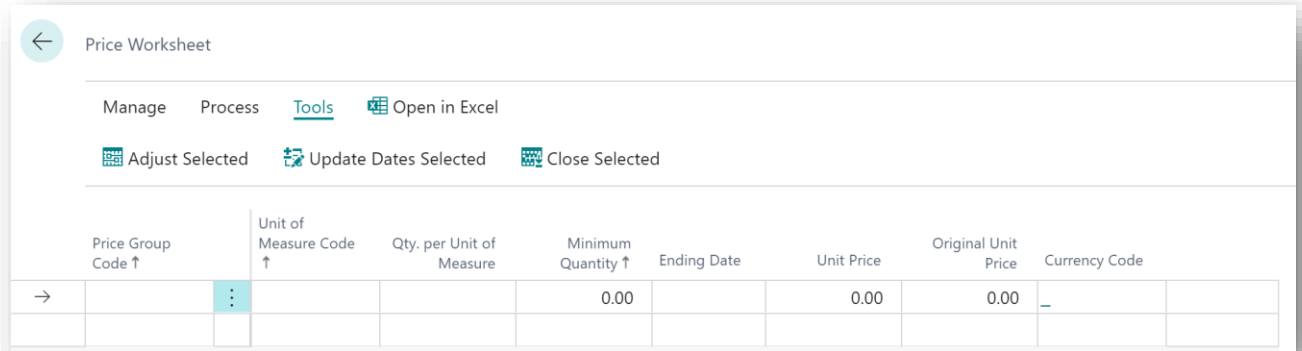 Price Worksheet
Manage Process Tools Open in Excel
Adjust Selected Update Dates Selected Close Selected
Price Group Code ↑
Unit of Measure Code ↑
Qty. per Unit of Measure
Minimum Quantity ↑
Ending Date
Unit Price
Original Unit Price
Currency Code
0.00 0.00 0.00 _